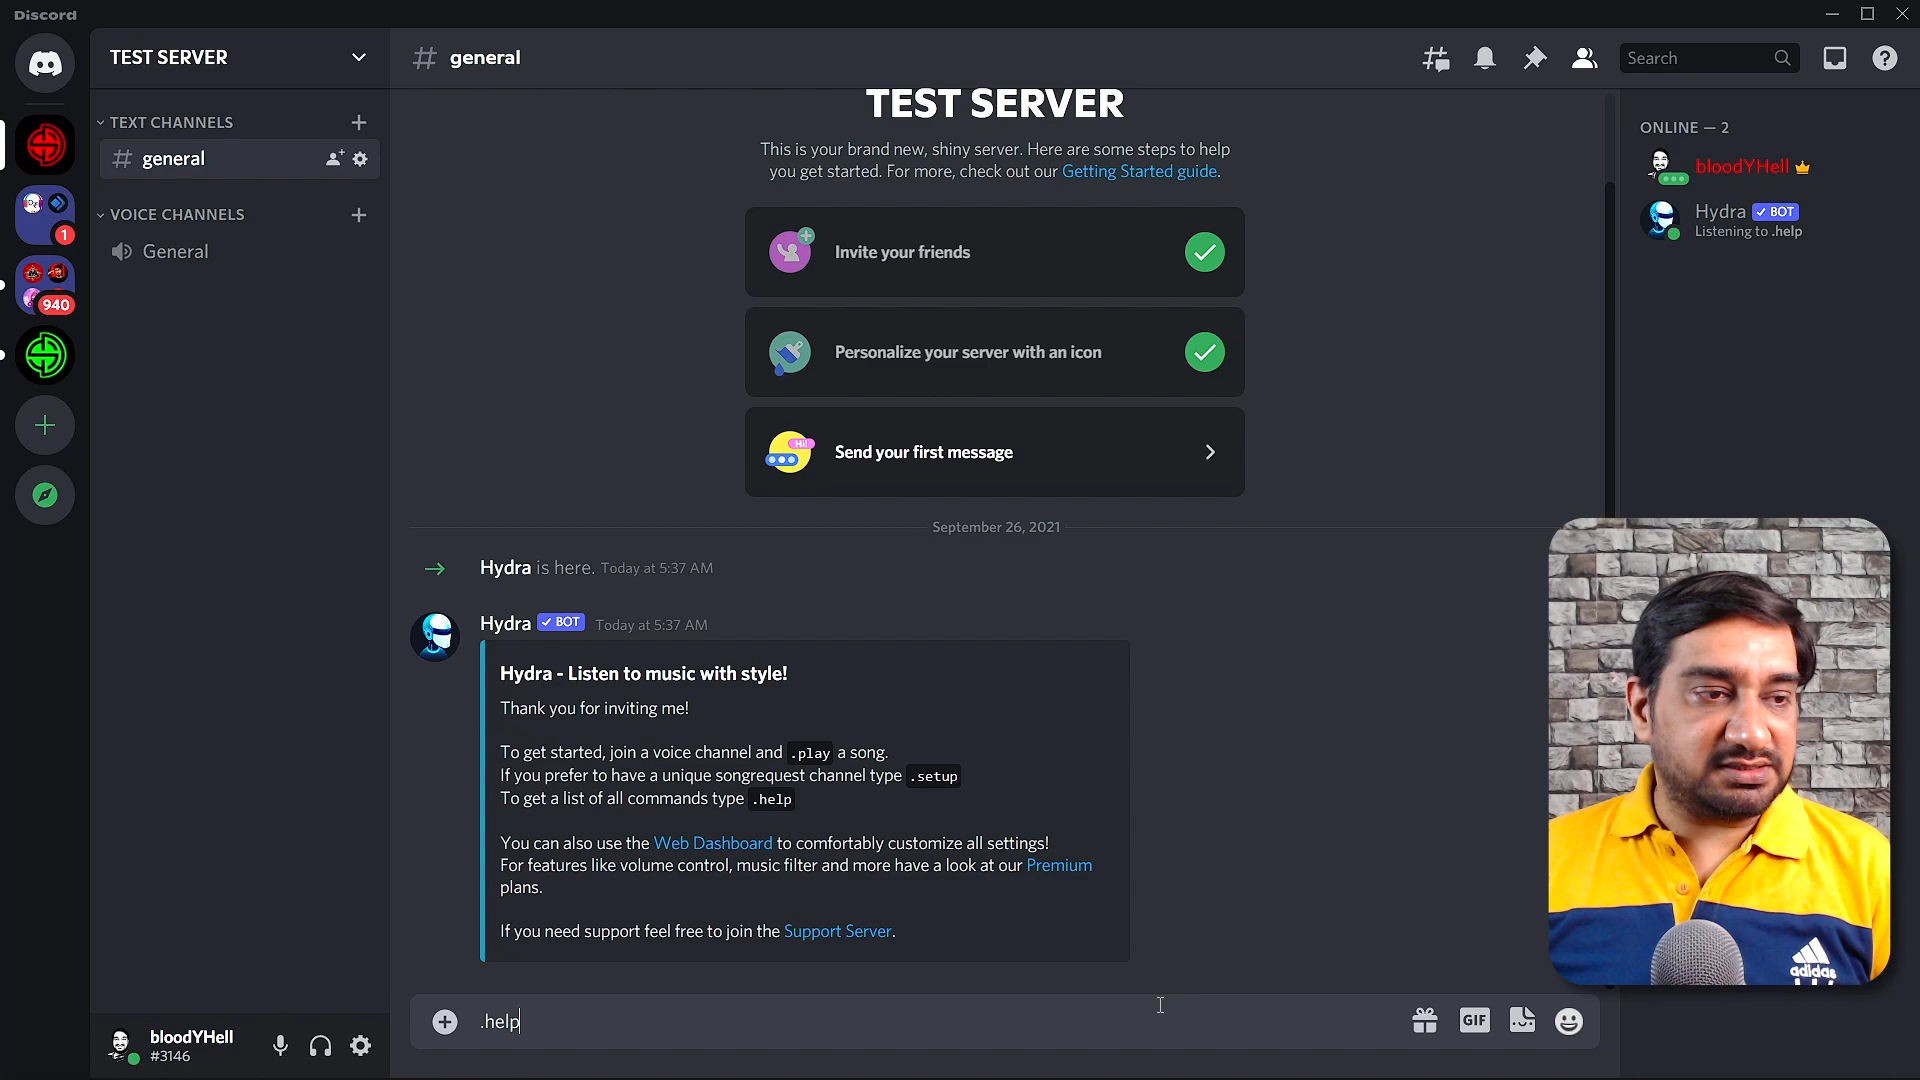 Discord
TEST SERVER
general
Search
TEXT CHANNELS
general
VOICE CHANNELS
General
1
940
TEST SERVER
This is your brand new, shiny server. Here are some steps to help
you get started. For more, check out our Getting Started guide.
Invite your friends
Personalize your server with an icon
Hi!
Send your first message
September 26, 2021
Hydra is here. Today at 5:37 AM
Hydra BOT Today at 5:37 AM
Hydra - Listen to music with style!
Thank you for inviting me!
To get started, join a voice channel and .play a song.
If you prefer to have a unique songrequest channel type .setup
To get a list of all commands type .help
You can also use the Web Dashboard to comfortably customize all settings!
For features like volume control, music filter and more have a look at our Premium
plans.
If you need support feel free to join the Support Server.
.help
GIF
bloodYHell
#3146
ONLINE — 2
bloodYHell
Hydra BOT
Listening to .help
adidas